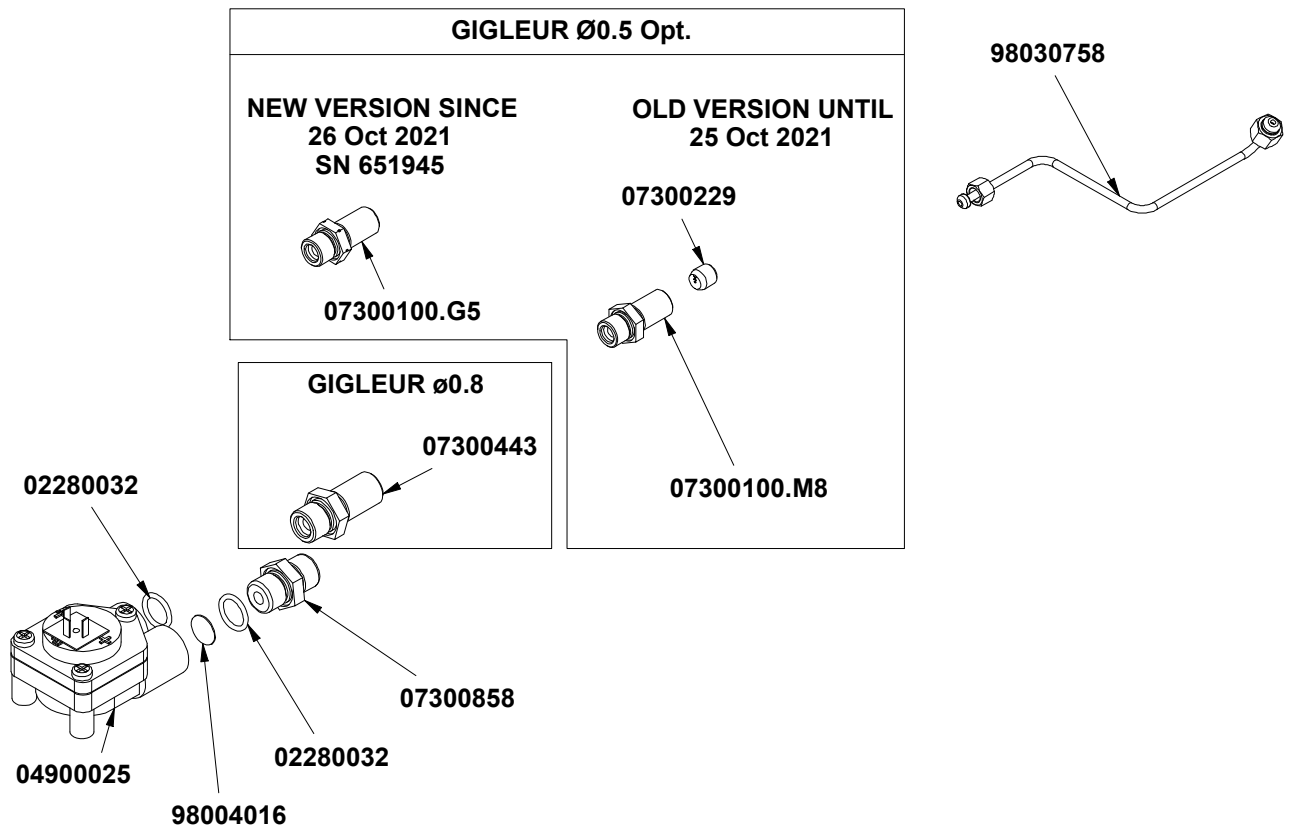 GIGLEUR Ø0.5 Opt.
98030758
NEW VERSION SINCE
26 Oct 2021
SN 651945
OLD VERSION UNTIL
25 Oct 2021
07300229
07300100.G5
GIGLEUR ø0.8
07300443
07300100.M8
02280032
07300858
02280032
04900025
98004016